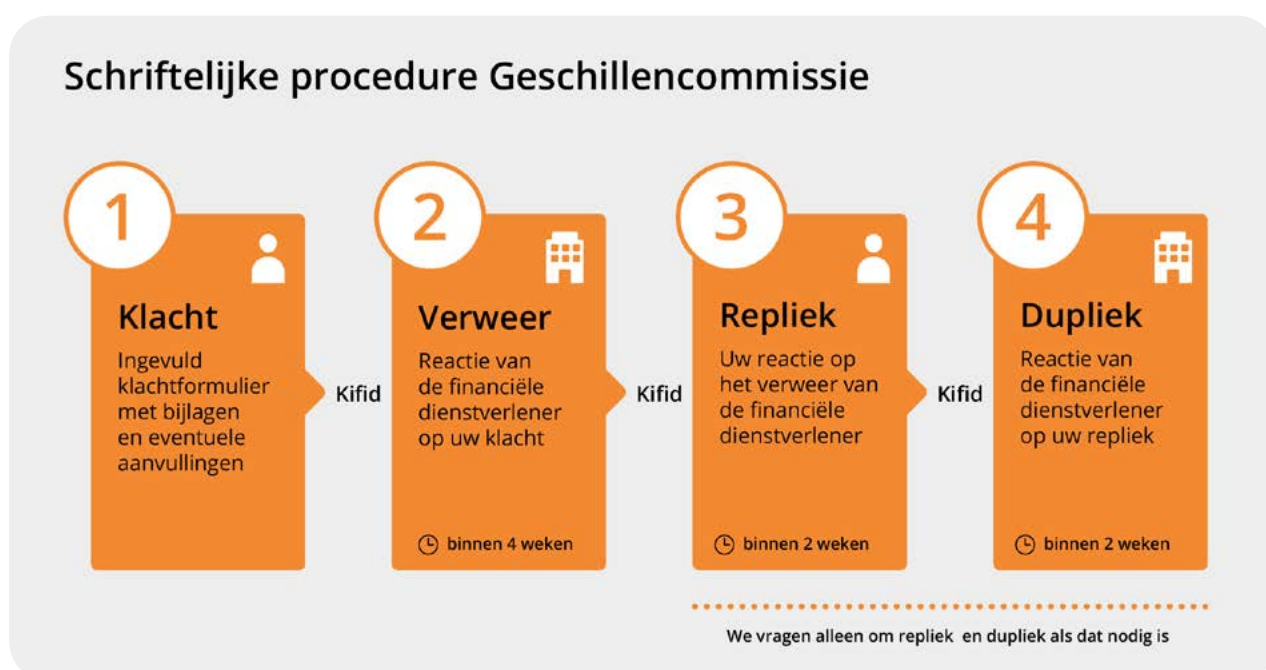 Schriftelijke procedure Geschillencommissie
1
Klacht
Ingevuld
klachtformulier
met bijlagen
en eventuele
aanvullingen
Kifid
2
Verweer
Reactie van
de financiële
dienstverlener
op uw klacht
binnen 4 weken
Kifid
3
Repliek
Uw reactie op
het verweer van
de financiële
dienstverlener
binnen 2 weken
Kifid
4
Dupliek
Reactie van
de financiële
dienstverlener
op uw repliek
binnen 2 weken
We vragen alleen om repliek en dupliek als dat nodig is